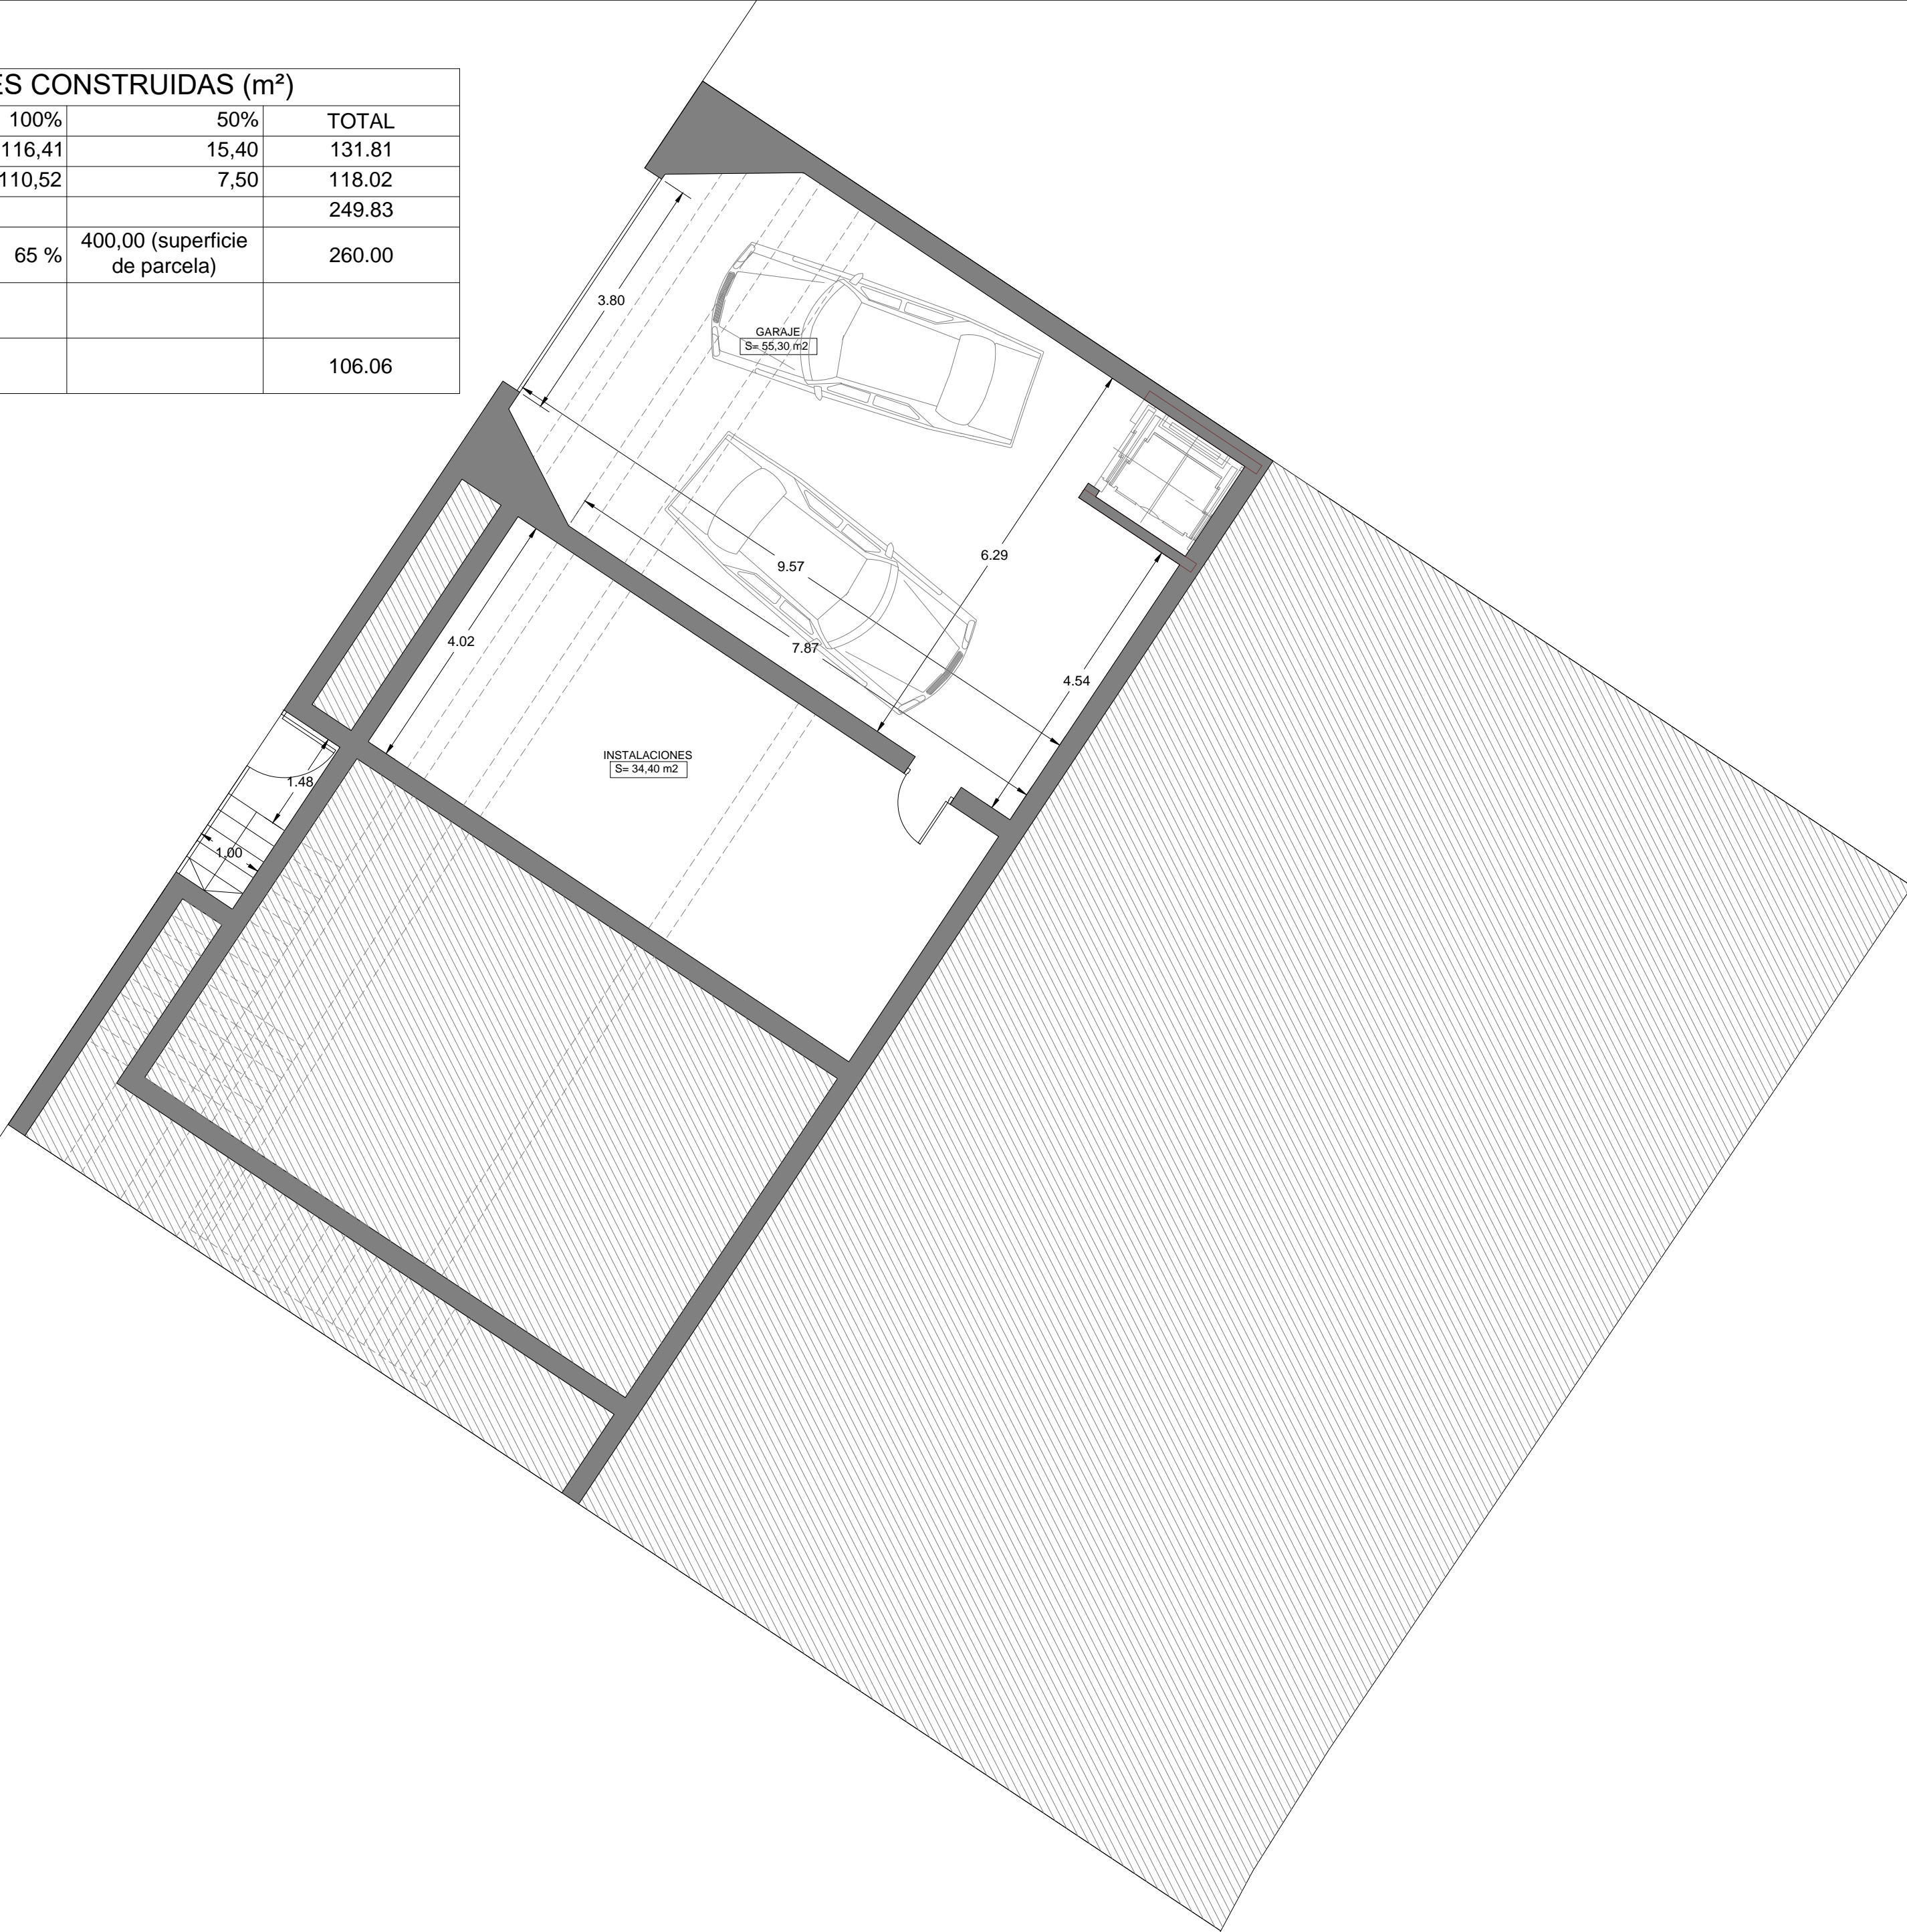 ES CONSTRUIDAS (m²)
100% 50% TOTAL
116,41 15,40 131.81
110,52 7,50 118.02
249.83
65 % 400,00 (superficie de parcela) 260.00
106.06
3.80
GARAJE
S= 55,30 m2
6.29
9.57
4.02
7.87
4.54
INSTALACIONES
S= 34,40 m2
1.48
1.00